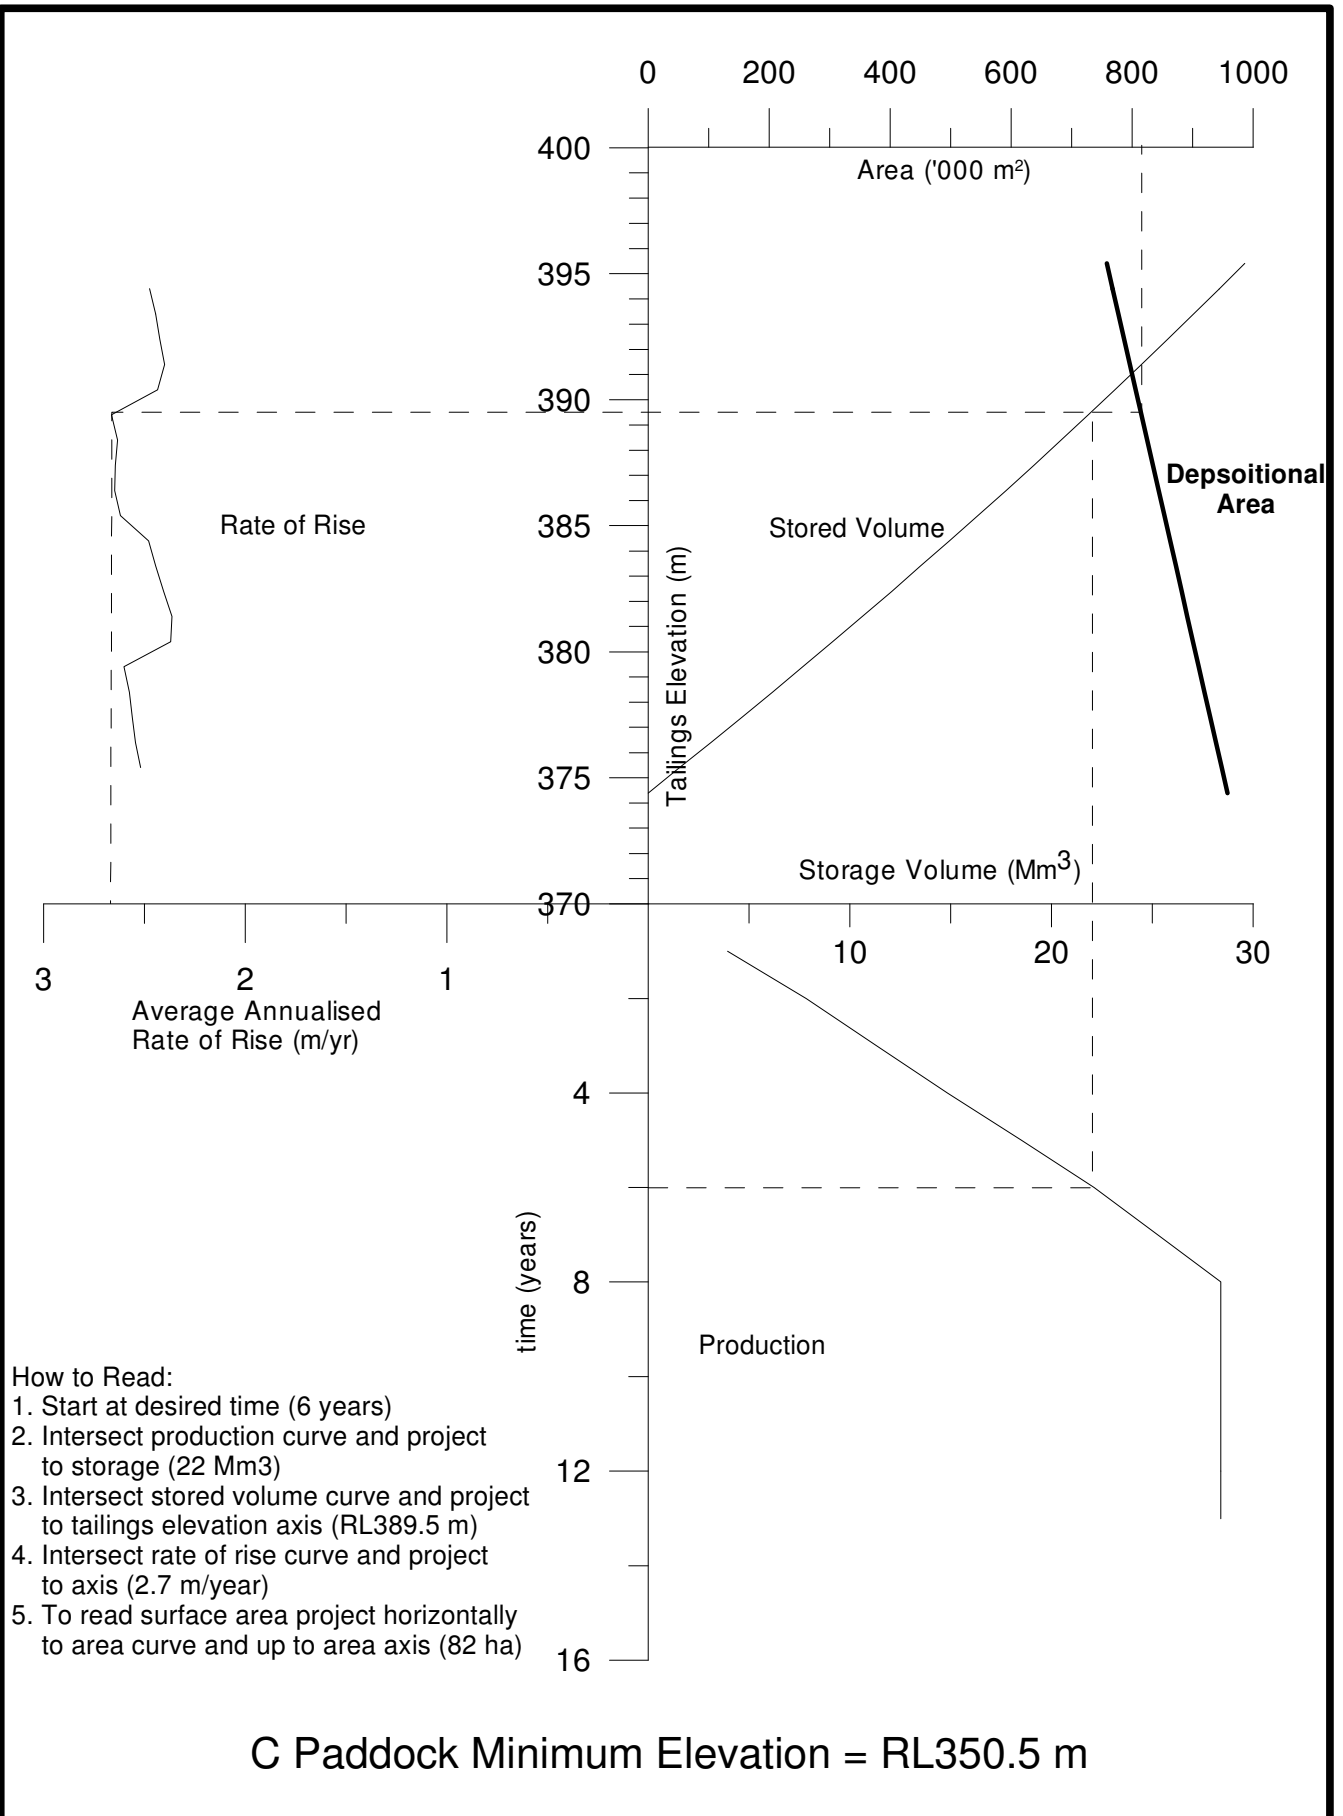 0 200 400 600 800 1000
400
Area ('000 m²)
395
390
Depsoitional
Area
385
Rate of Rise
Stored Volume
Tailings Elevation (m)
380
375
Storage Volume (Mm³)
370
10 20 30
3 2 1
Average Annualised
Rate of Rise (m/yr)
4
time (years)
8
Production
How to Read:
1. Start at desired time (6 years)
2. Intersect production curve and project
to storage (22 Mm3)
3. Intersect stored volume curve and project
to tailings elevation axis (RL389.5 m)
4. Intersect rate of rise curve and project
to axis (2.7 m/year)
5. To read surface area project horizontally
to area curve and up to area axis (82 ha)
12
16
C Paddock Minimum Elevation = RL350.5 m